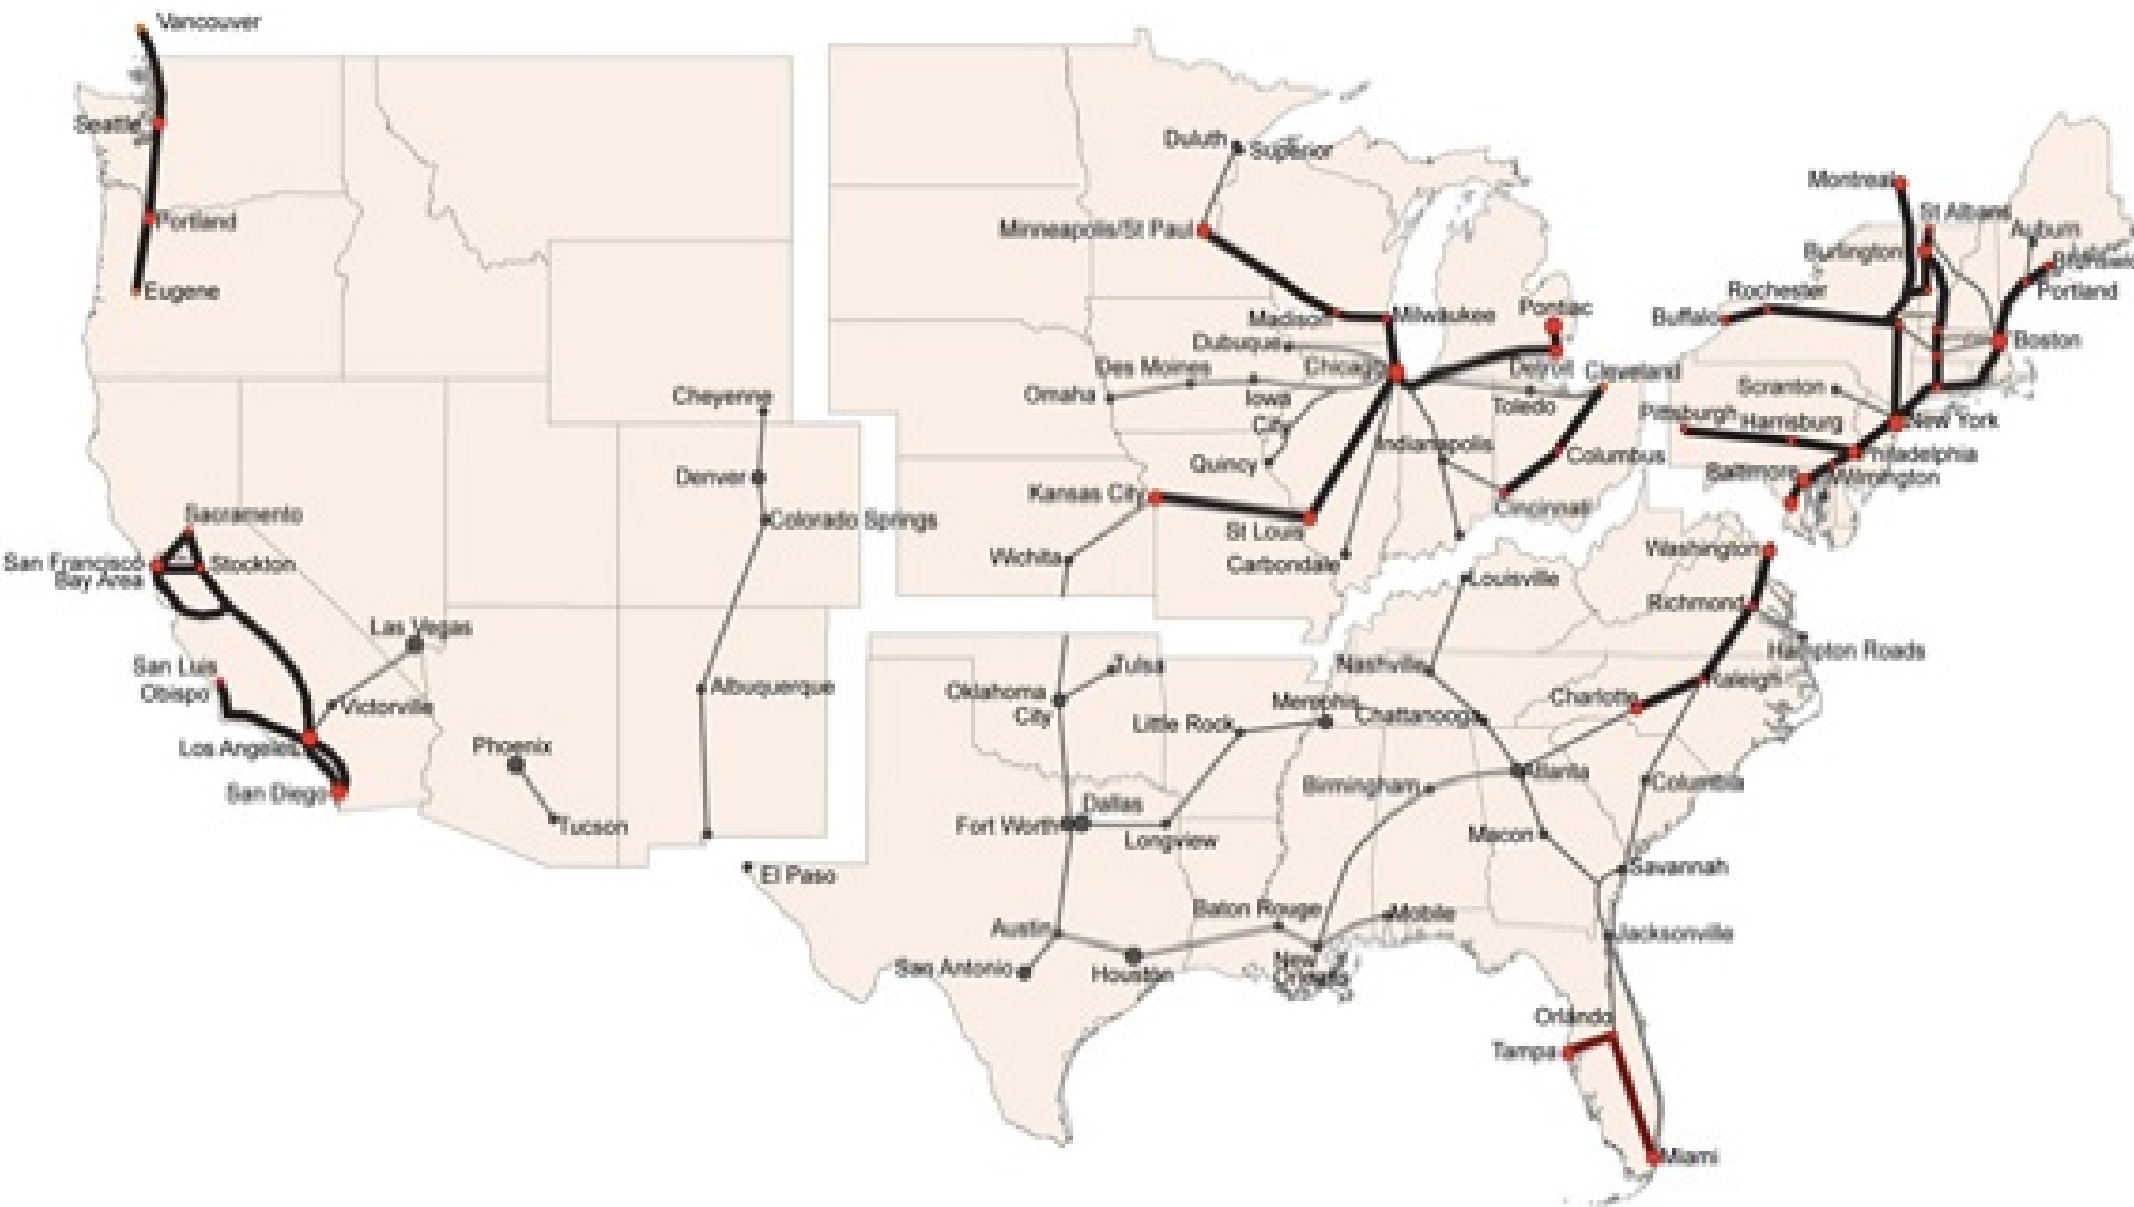 Vancouver
Seattle
Portland
Eugene
Sacramento
San Francisco
Bay Area
Stockton
Las Vegas
San Luis
Obispo
Victorville
Los Angeles
San Diego
Phoenix
Tucson
Cheyenne
Denver
Colorado Springs
Albuquerque
El Paso
Duluth
Superior
Minneapolis/St Paul
Madison
Milwaukee
Dubuque
Chicago
Des Moines
Omaha
Iowa
City
Quincy
Kansas City
St Louis
Carbondale
Wichita
Pontiac
Detroit
Cleveland
Toledo
Indianapolis
Columbus
Cincinnati
Montreal
St Albans
Burlington
Auburn
Portland
Rochester
Buffalo
Boston
Scranton
New York
Pittsburgh
Harrisburg
Philadelphia
Baltimore
Wilmington
Washington
Richmond
Hampton Roads
Raleigh
Charlotte
Louisville
Nashville
Memphis
Chattanooga
Little Rock
Tulsa
Oklahoma
City
Birmingham
Atlanta
Columbia
Macon
Savannah
Dallas
Fort Worth
Longview
Austin
San Antonio
Houston
Baton Rouge
New
Orleans
Mobile
Jacksonville
Orlando
Tampa
Miami